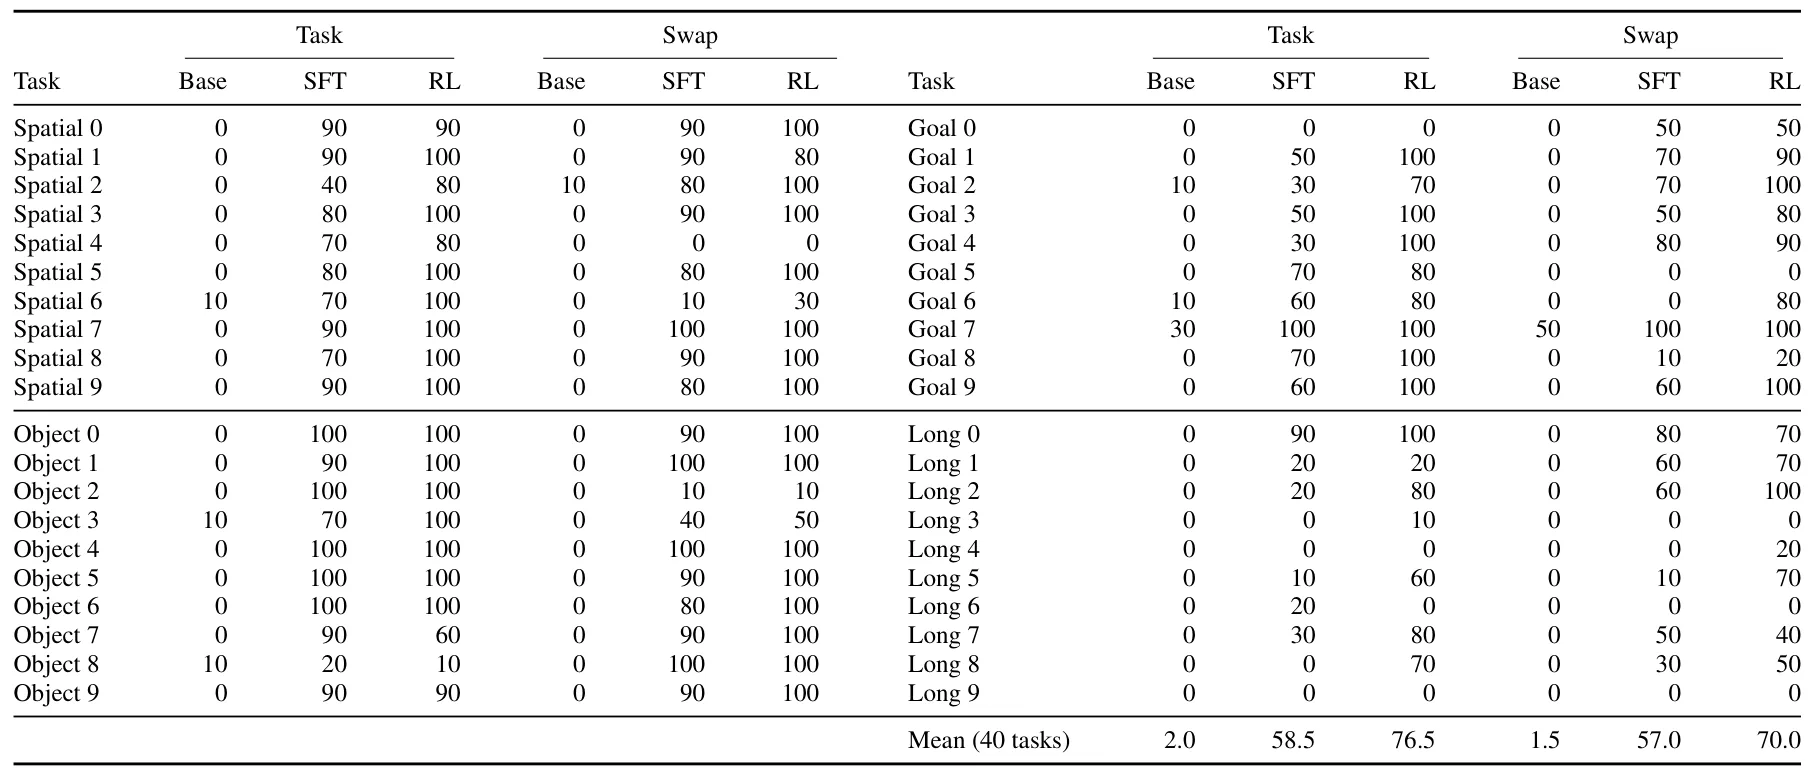 Task Swap Task Swap
Task Base SFT RL Base SFT RL Task Base SFT RL Base SFT RL
Spatial 0 0 90 90 0 90 100 Goal 0 0 0 0 0 50 50
Spatial 1 0 90 100 0 90 80 Goal 1 0 50 100 0 70 90
Spatial 2 0 40 80 10 80 100 Goal 2 10 30 70 0 70 100
Spatial 3 0 80 100 0 90 100 Goal 3 0 50 100 0 50 80
Spatial 4 0 70 80 0 0 0 Goal 4 0 30 100 0 80 90
Spatial 5 0 80 100 0 80 100 Goal 5 0 70 80 0 0 0
Spatial 6 10 70 100 0 10 30 Goal 6 10 60 80 0 0 80
Spatial 7 0 90 100 0 100 100 Goal 7 30 100 100 50 100 100
Spatial 8 0 70 100 0 90 100 Goal 8 0 70 100 0 10 20
Spatial 9 0 90 100 0 80 100 Goal 9 0 60 100 0 60 100
Object 0 0 100 100 0 90 100 Long 0 0 90 100 0 80 70
Object 1 0 90 100 0 100 100 Long 1 0 20 20 0 60 70
Object 2 0 100 100 0 10 10 Long 2 0 20 80 0 60 100
Object 3 10 70 100 0 40 50 Long 3 0 0 10 0 0 0
Object 4 0 100 100 0 100 100 Long 4 0 0 0 0 0 20
Object 5 0 100 100 0 90 100 Long 5 0 10 60 0 10 70
Object 6 0 100 100 0 80 100 Long 6 0 20 0 0 0 0
Object 7 0 90 60 0 90 100 Long 7 0 30 80 0 50 40
Object 8 10 20 10 0 100 100 Long 8 0 0 70 0 30 50
Object 9 0 90 90 0 90 100 Long 9 0 0 0 0 0 0
Mean (40 tasks) 2.0 58.5 76.5 1.5 57.0 70.0